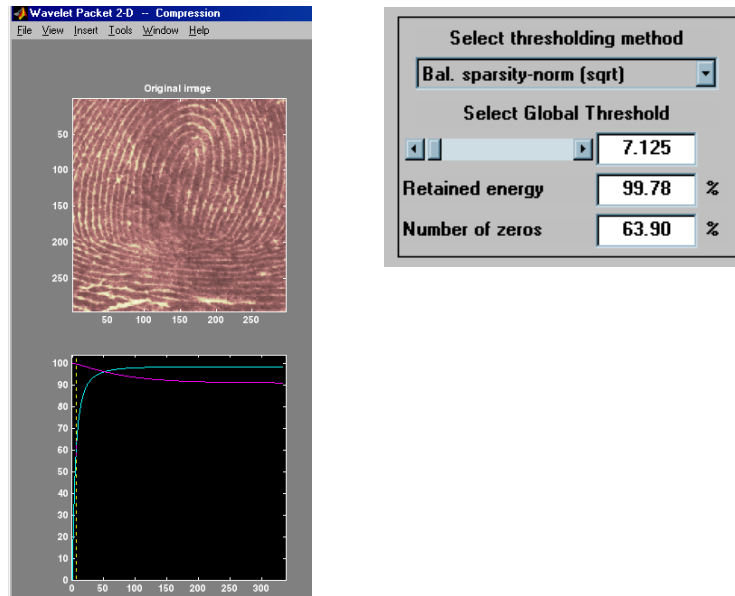 Wavelet Packet 2-D -- Compression
File View Insert Tools Window Help
Original image
50
100
150
200
250
50 100 150 200 250
100
90
80
70
60
50
40
30
20
10
0
0 50 100 150 200 250 300
Select thresholding method
Bal. sparsity-norm (sqrt)
Select Global Threshold
7.125
Retained energy 99.78 %
Number of zeros 63.90 %